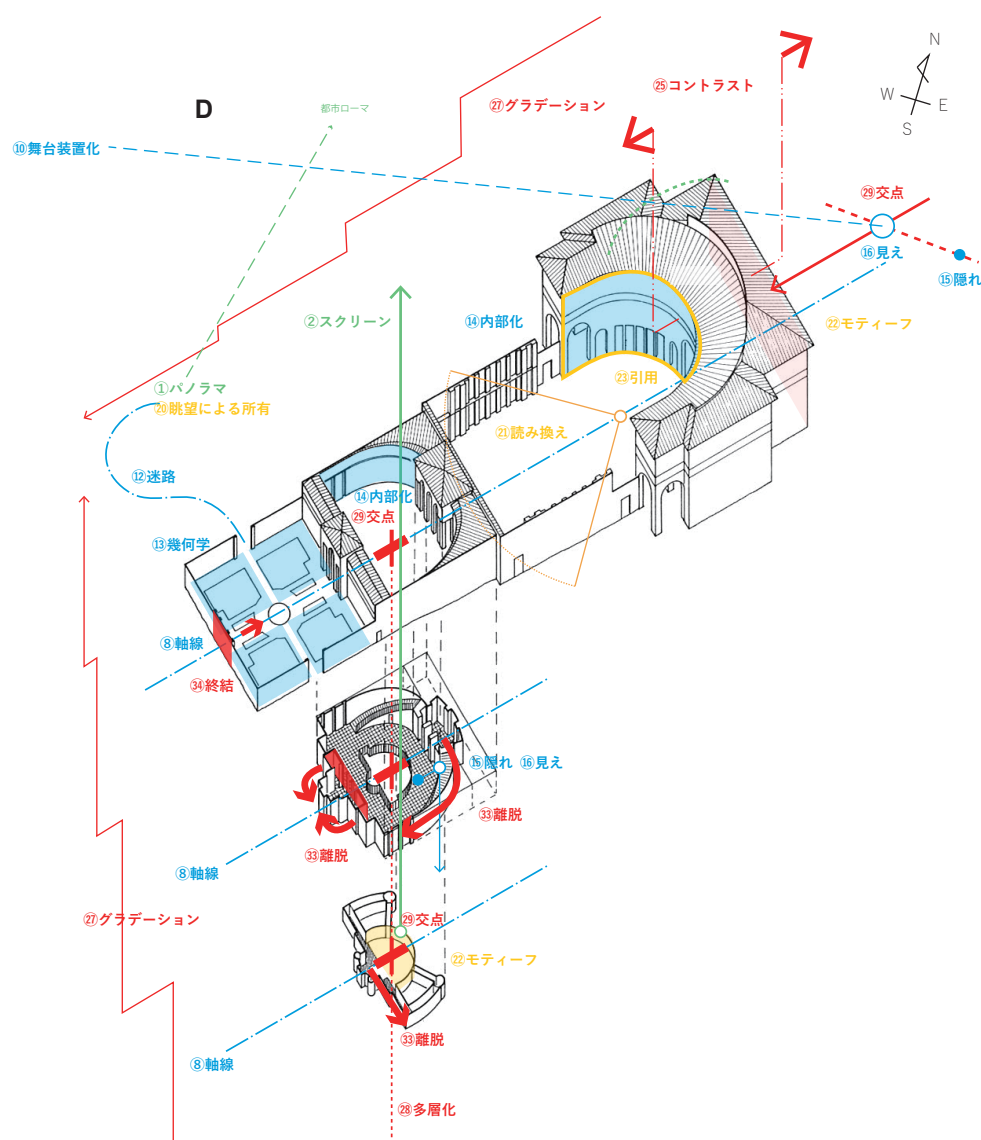 N
㉕コントラスト
W
E
D
㉗グラデーション
都市ローマ
S
⑩舞台装置化
㉙交点
⑯見え
⑮隠れ
②スクリーン
⑭内部化
㉒モティーフ
㉓引用
①パノラマ
⑳眺望による所有
㉑読み換え
⑫迷路
⑭内部化
㉙交点
⑬幾何学
⑧軸線
㉞終結
⑮隠れ ⑯見え
㉝離脱
㉝離脱
⑧軸線
㉗グラデーション
㉙交点
㉒モティーフ
㉝離脱
⑧軸線
㉘多層化